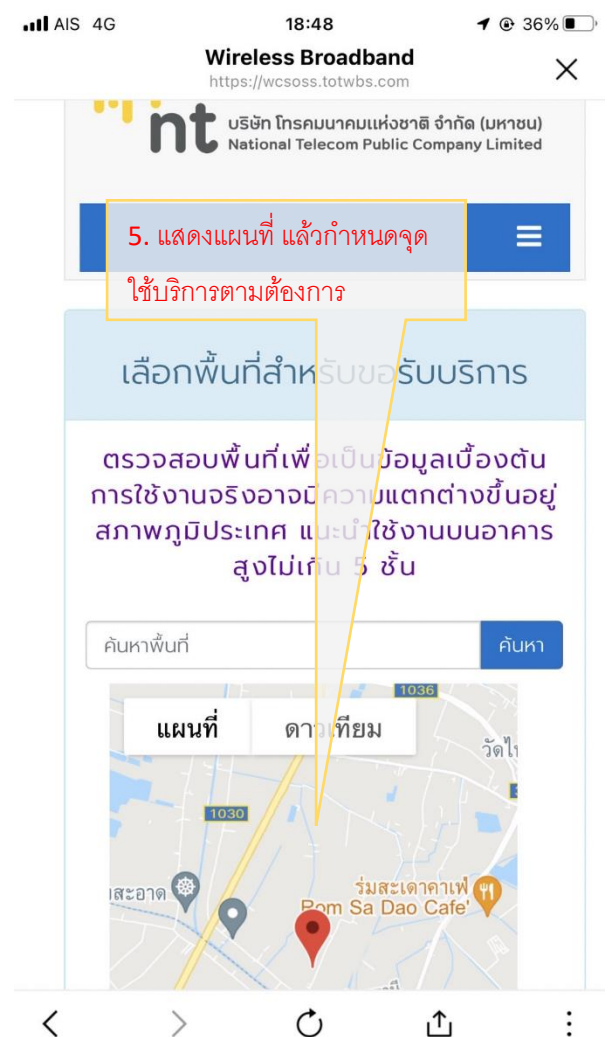 AIS 4G 18:48 36%
Wireless Broadband
https://wcsoss.totwbs.com
nt
บริษัท โทรคมนาคมแห่งชาติ จำกัด (มหาชน)
National Telecom Public Company Limited
5. แสดงแผนที่ แล้วกำหนดจุด
ใช้บริการตามต้องการ
เลือกพื้นที่สำหรับขอรับบริการ
ตรวจสอบพื้นที่เพื่อเป็นข้อมูลเบื้องต้น
การใช้งานจริงอาจมีความแตกต่างขึ้นอยู่
สภาพภูมิประเทศ แนะนำใช้งานบนอาคาร
สูงไม่เกิน 5 ชั้น
ค้นหาพื้นที่ ค้นหา
1036
แผนที่ ดาวเทียม
1030
ร่มสะเดาคาเฟ่
Rom Sa Dao Cafe'